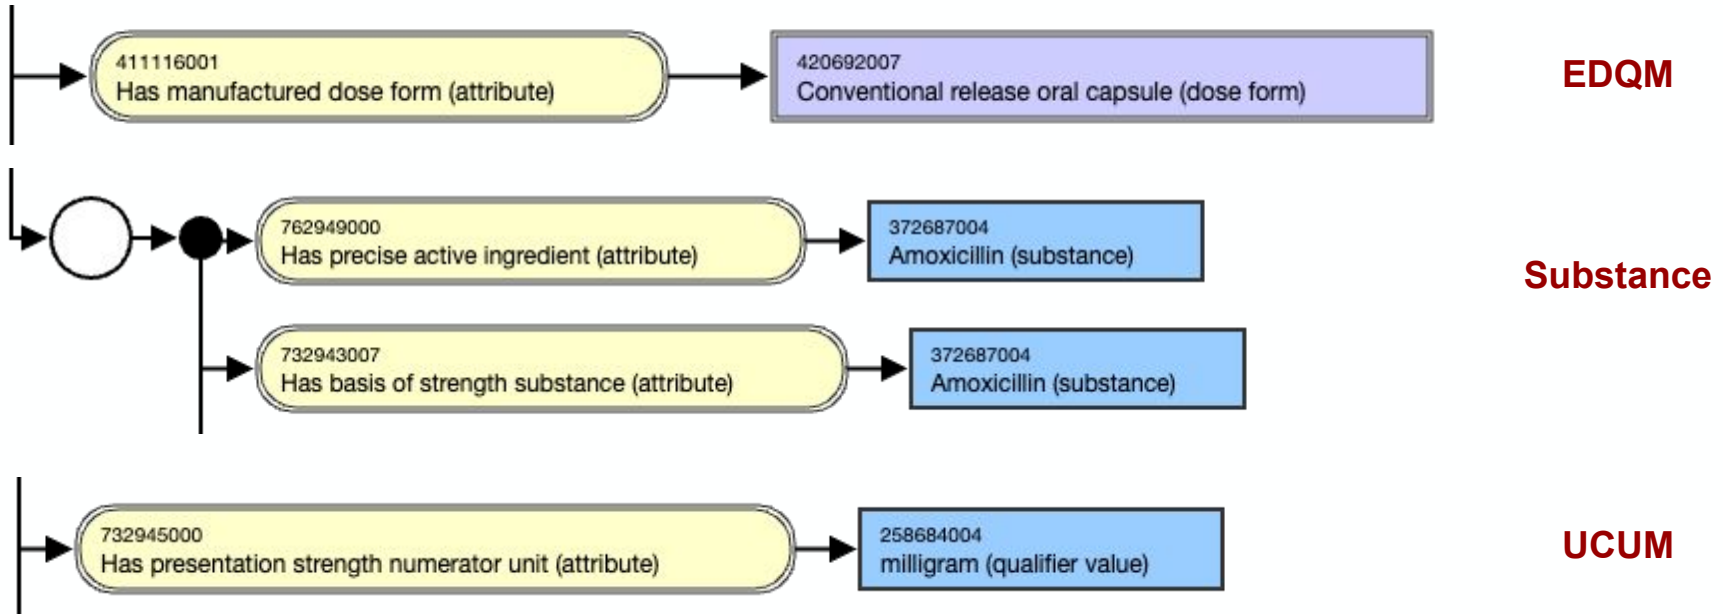 411116001
Has manufactured dose form (attribute)
420692007
Conventional release oral capsule (dose form)
EDQM
762949000
Has precise active ingredient (attribute)
372687004
Amoxicillin (substance)
Substance
732943007
Has basis of strength substance (attribute)
372687004
Amoxicillin (substance)
732945000
Has presentation strength numerator unit (attribute)
258684004
milligram (qualifier value)
UCUM